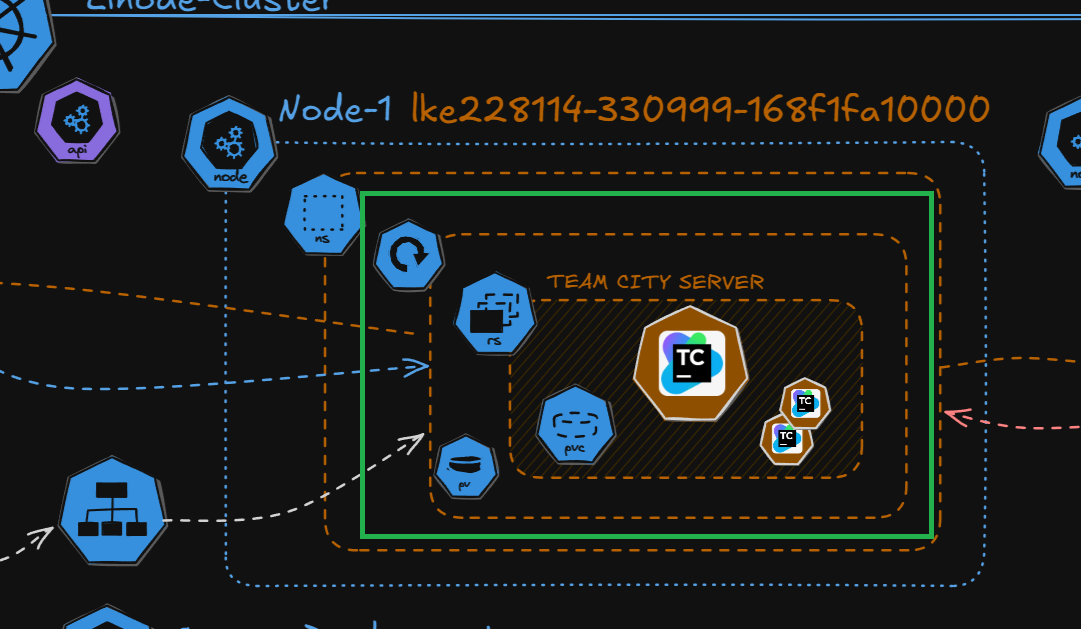 Linode-Cluster
api
Node-1 lke228114-330999-168f1fa10000
node
ns
TEAM CITY SERVER
rs
TC
TC
TC
pvc
pv